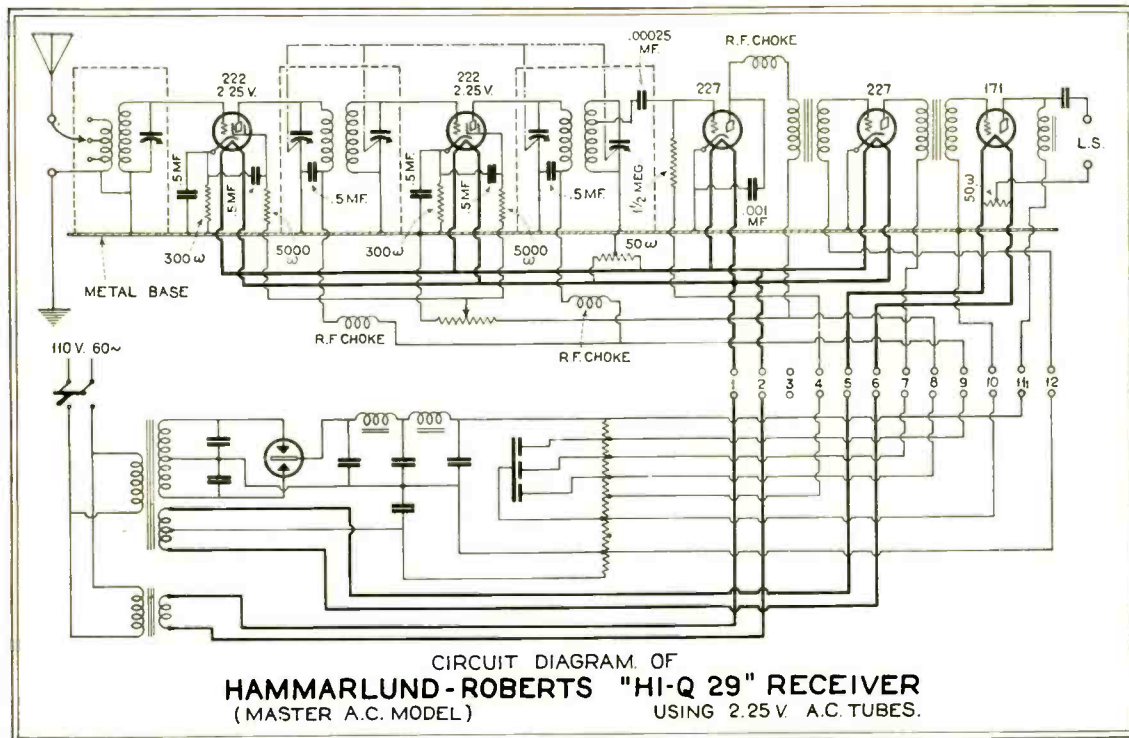 .00025
MF.
R.F. CHOKE
222
2.25 V.
222
2.25 V.
227
227
171
L.S.
.5 MF.
.5 MF
.5 MF.
.5 MF.
.5 MF
.5 MF.
1 1/2 MEG
.001
MF.
50 ω
300 ω
5000
ω
300 ω
5000
ω
50 ω
METAL BASE
R.F. CHOKE
R.F. CHOKE
110 V. 60~
1 2 3 4 5 6 7 8 9 10 11 12
CIRCUIT DIAGRAM OF
HAMMARLUND-ROBERTS "HI-Q 29" RECEIVER
(MASTER A.C. MODEL) USING 2.25 V. A.C. TUBES.